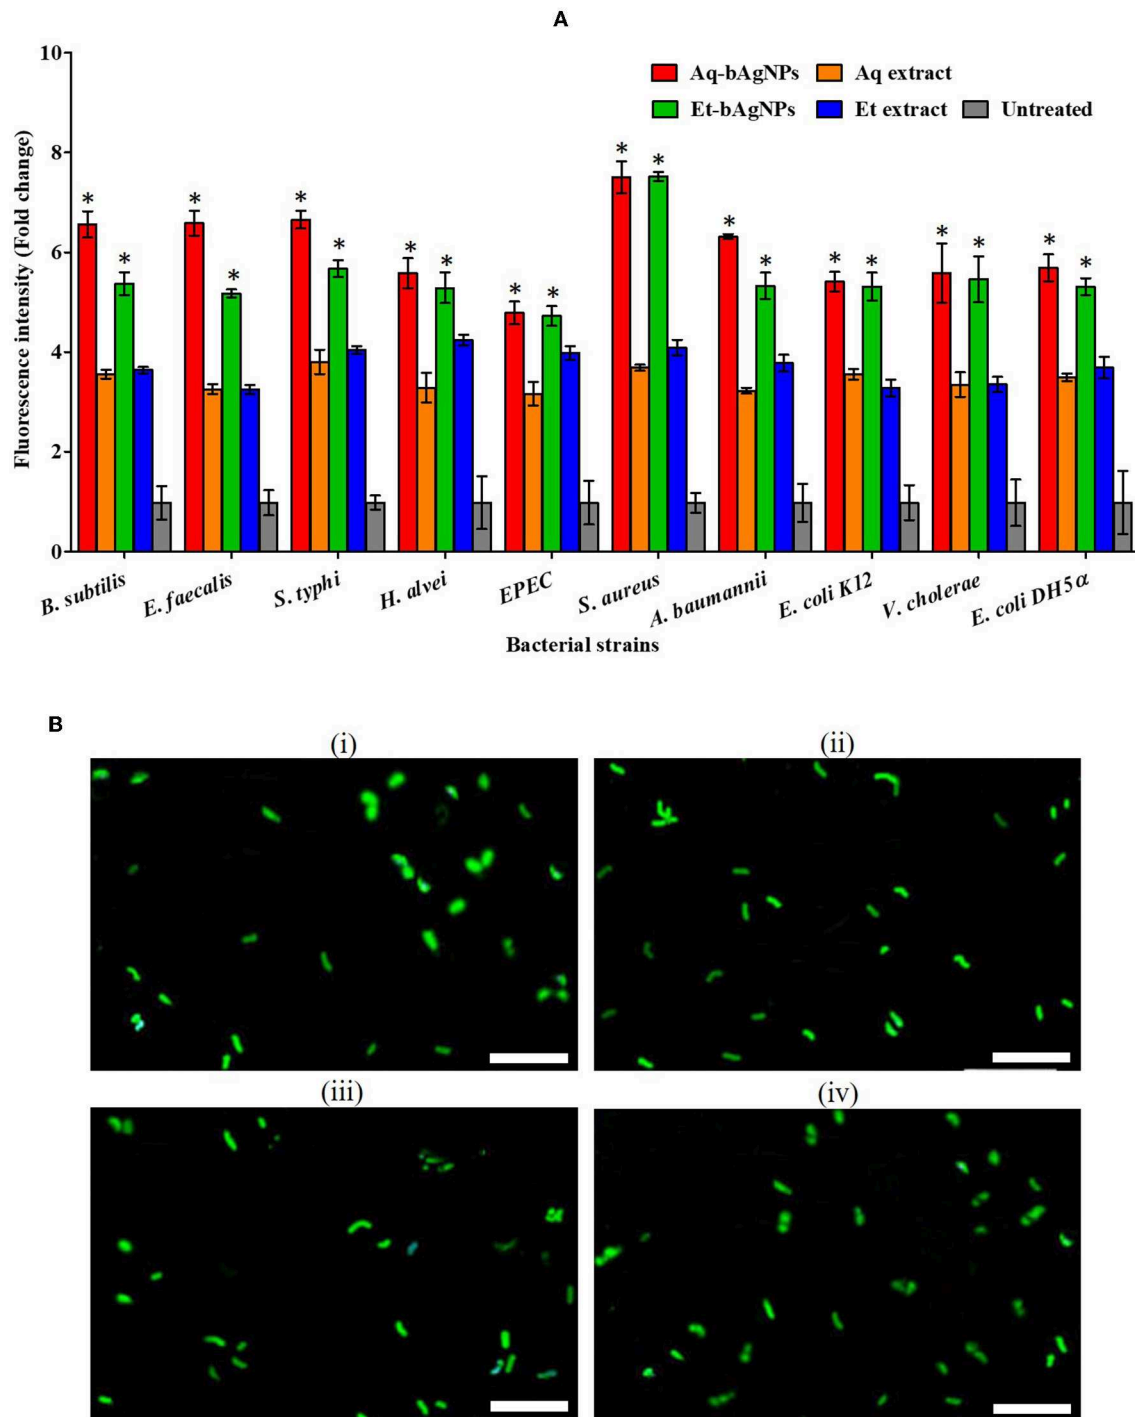 A
10
8
6
4
2
0
Fluorescence intensity (Fold change)
Aq-bAgNPs Aq extract
Et-bAgNPs Et extract Untreated
* * * * * * * * * * * * * * * * * * * *
B. subtilis E. faecalis S. typhi H. alvei EPEC S. aureus A. baumannii E. coli K12 V. cholerae E. coli DH5α
Bacterial strains
B
(i) (ii)
(iii) (iv)